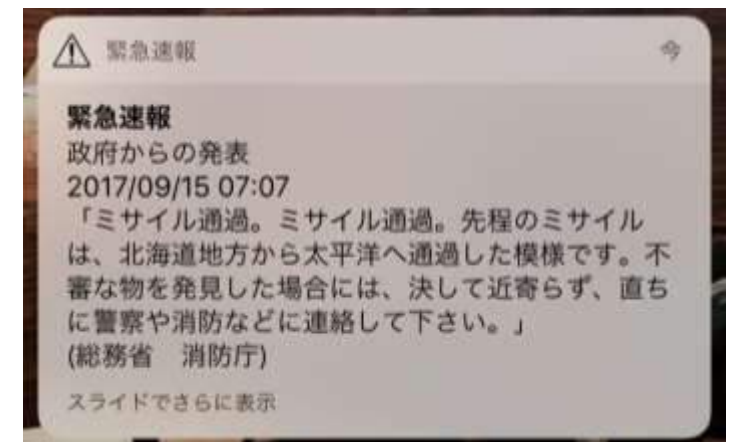 緊急速報 今
緊急速報
政府からの発表
2017/09/15 07:07
「ミサイル通過。ミサイル通過。先程のミサイル
は、北海道地方から太平洋へ通過した模様です。不
審な物を発見した場合には、決して近寄らず、直ち
に警察や消防などに連絡して下さい。」
(総務省　消防庁)
スライドでさらに表示